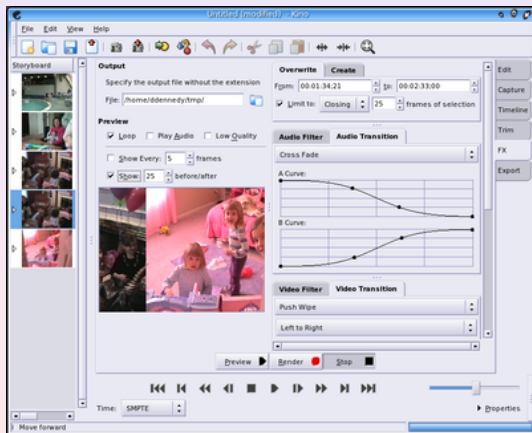 Untitled (modified) - Kino
File Edit View Help
Storyboard
Output
Specify the output file without the extension
File: /home/ddennedy/tmp/
Preview
Loop Play Audio Low Quality
Show Every: 5 frames
Show: 25 before/after
Overwrite Create
From: 00:01:34;21 to: 00:02:33;00
Limit to: Closing 25 frames of selection
Audio Filter Audio Transition
Cross Fade
A Curve:
B Curve:
Video Filter Video Transition
Push Wipe
Left to Right
Edit
Capture
Timeline
Trim
FX
Export
Preview Render Stop
Time: SMPTE
Properties
Move forward